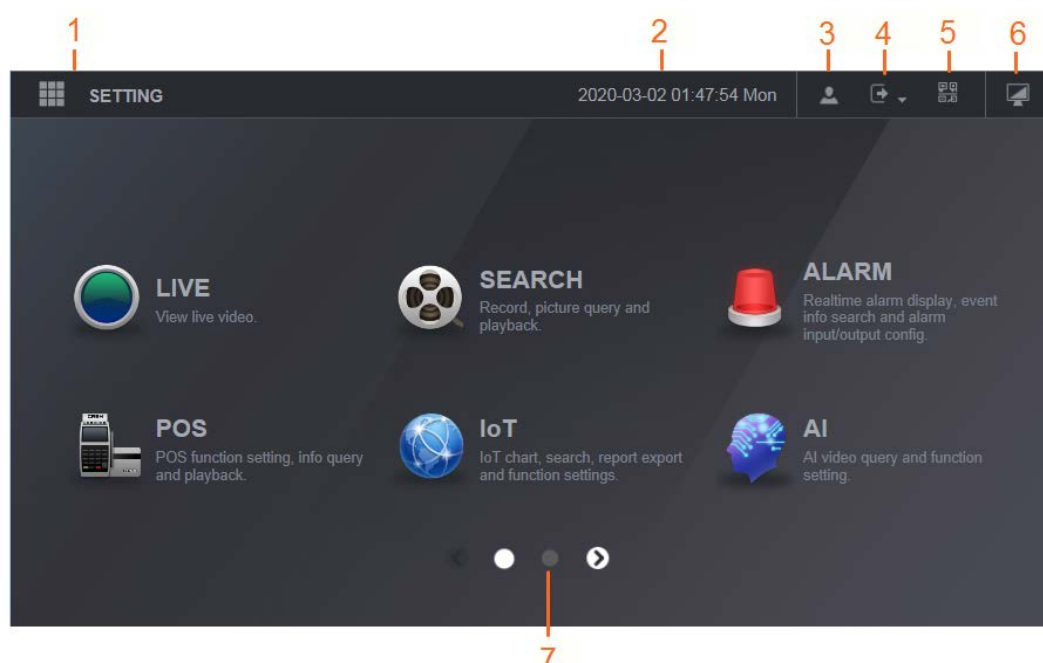 1 2 3 4 5 6
SETTING 2020-03-02 01:47:54 Mon
LIVE
View live video.
SEARCH
Record, picture query and
playback.
ALARM
Realtime alarm display, event
info search and alarm
input/output config.
POS
POS function setting, info query
and playback.
IoT
IoT chart, search, report export
and function settings.
AI
AI video query and function
setting.
7